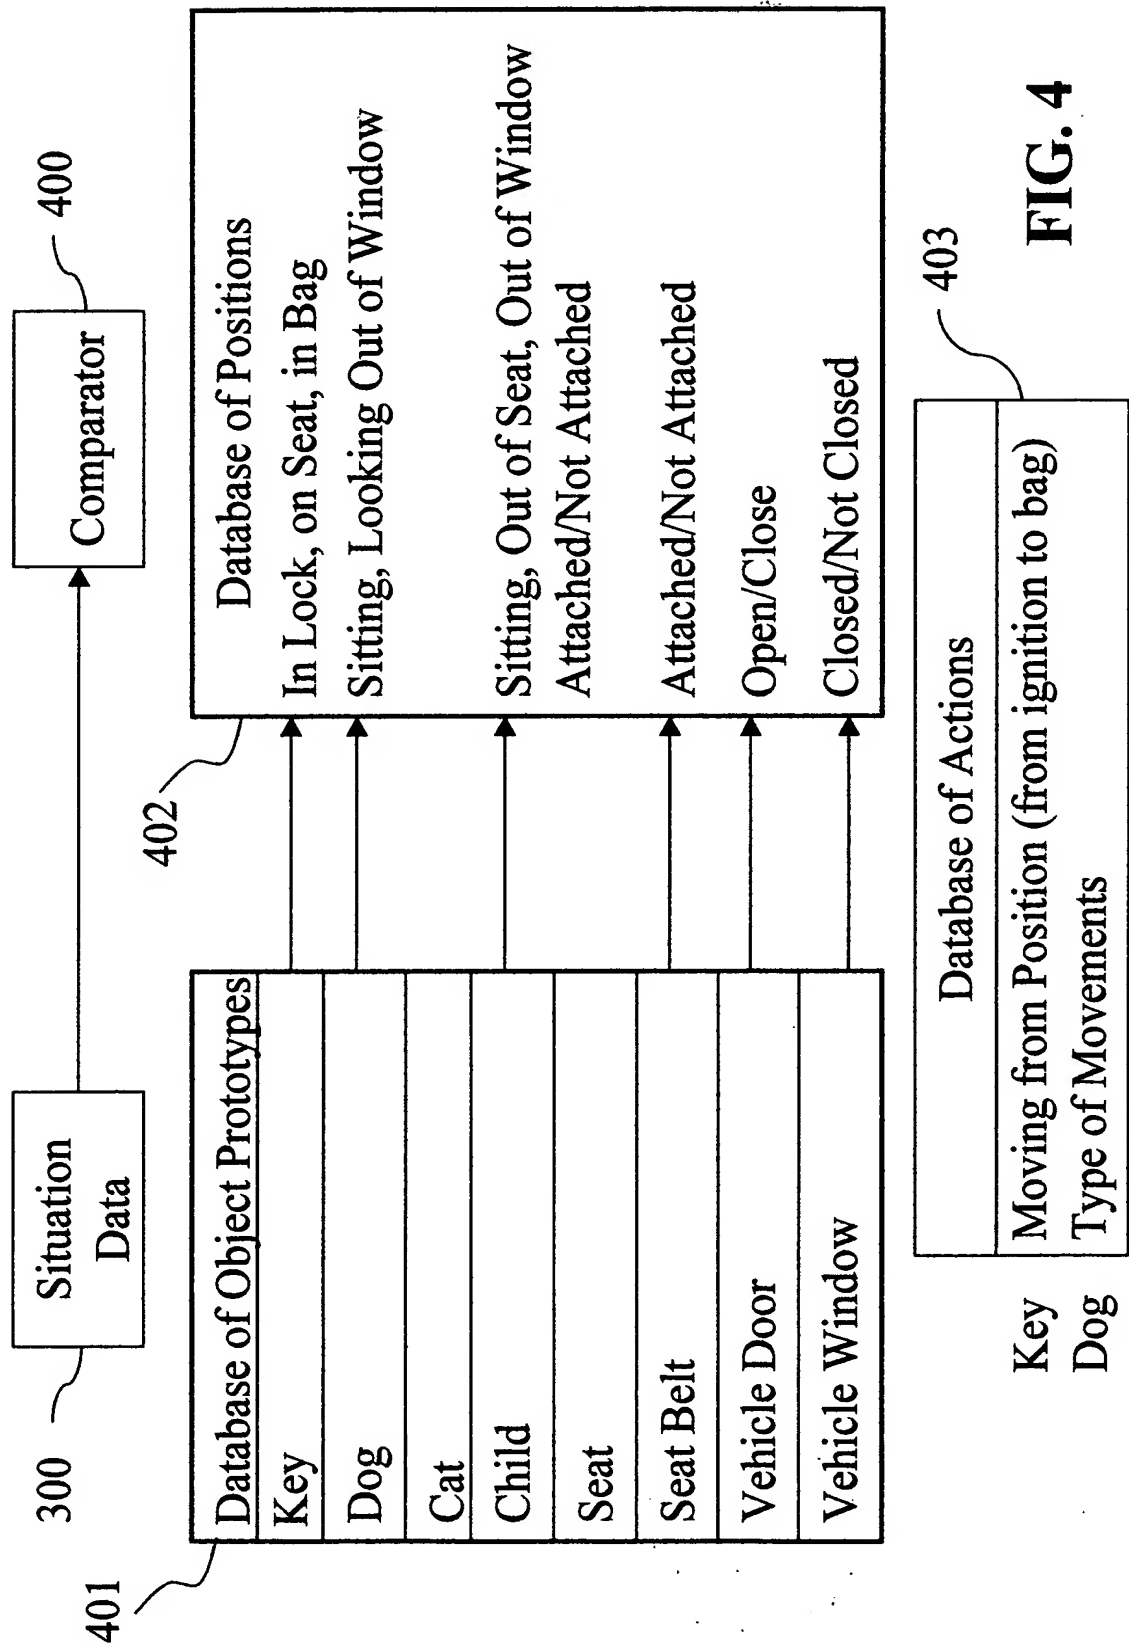 300
Situation
Data
Comparator
400
401
Database of Object Prototypes
Key
Dog
Cat
Child
Seat
Seat Belt
Vehicle Door
Vehicle Window
402
Database of Positions
In Lock, on Seat, in Bag
Sitting, Looking Out of Window
Sitting, Out of Seat, Out of Window
Attached/Not Attached
Attached/Not Attached
Open/Close
Closed/Not Closed
403
Database of Actions
Key
Moving from Position (from ignition to bag)
Dog
Type of Movements
FIG. 4